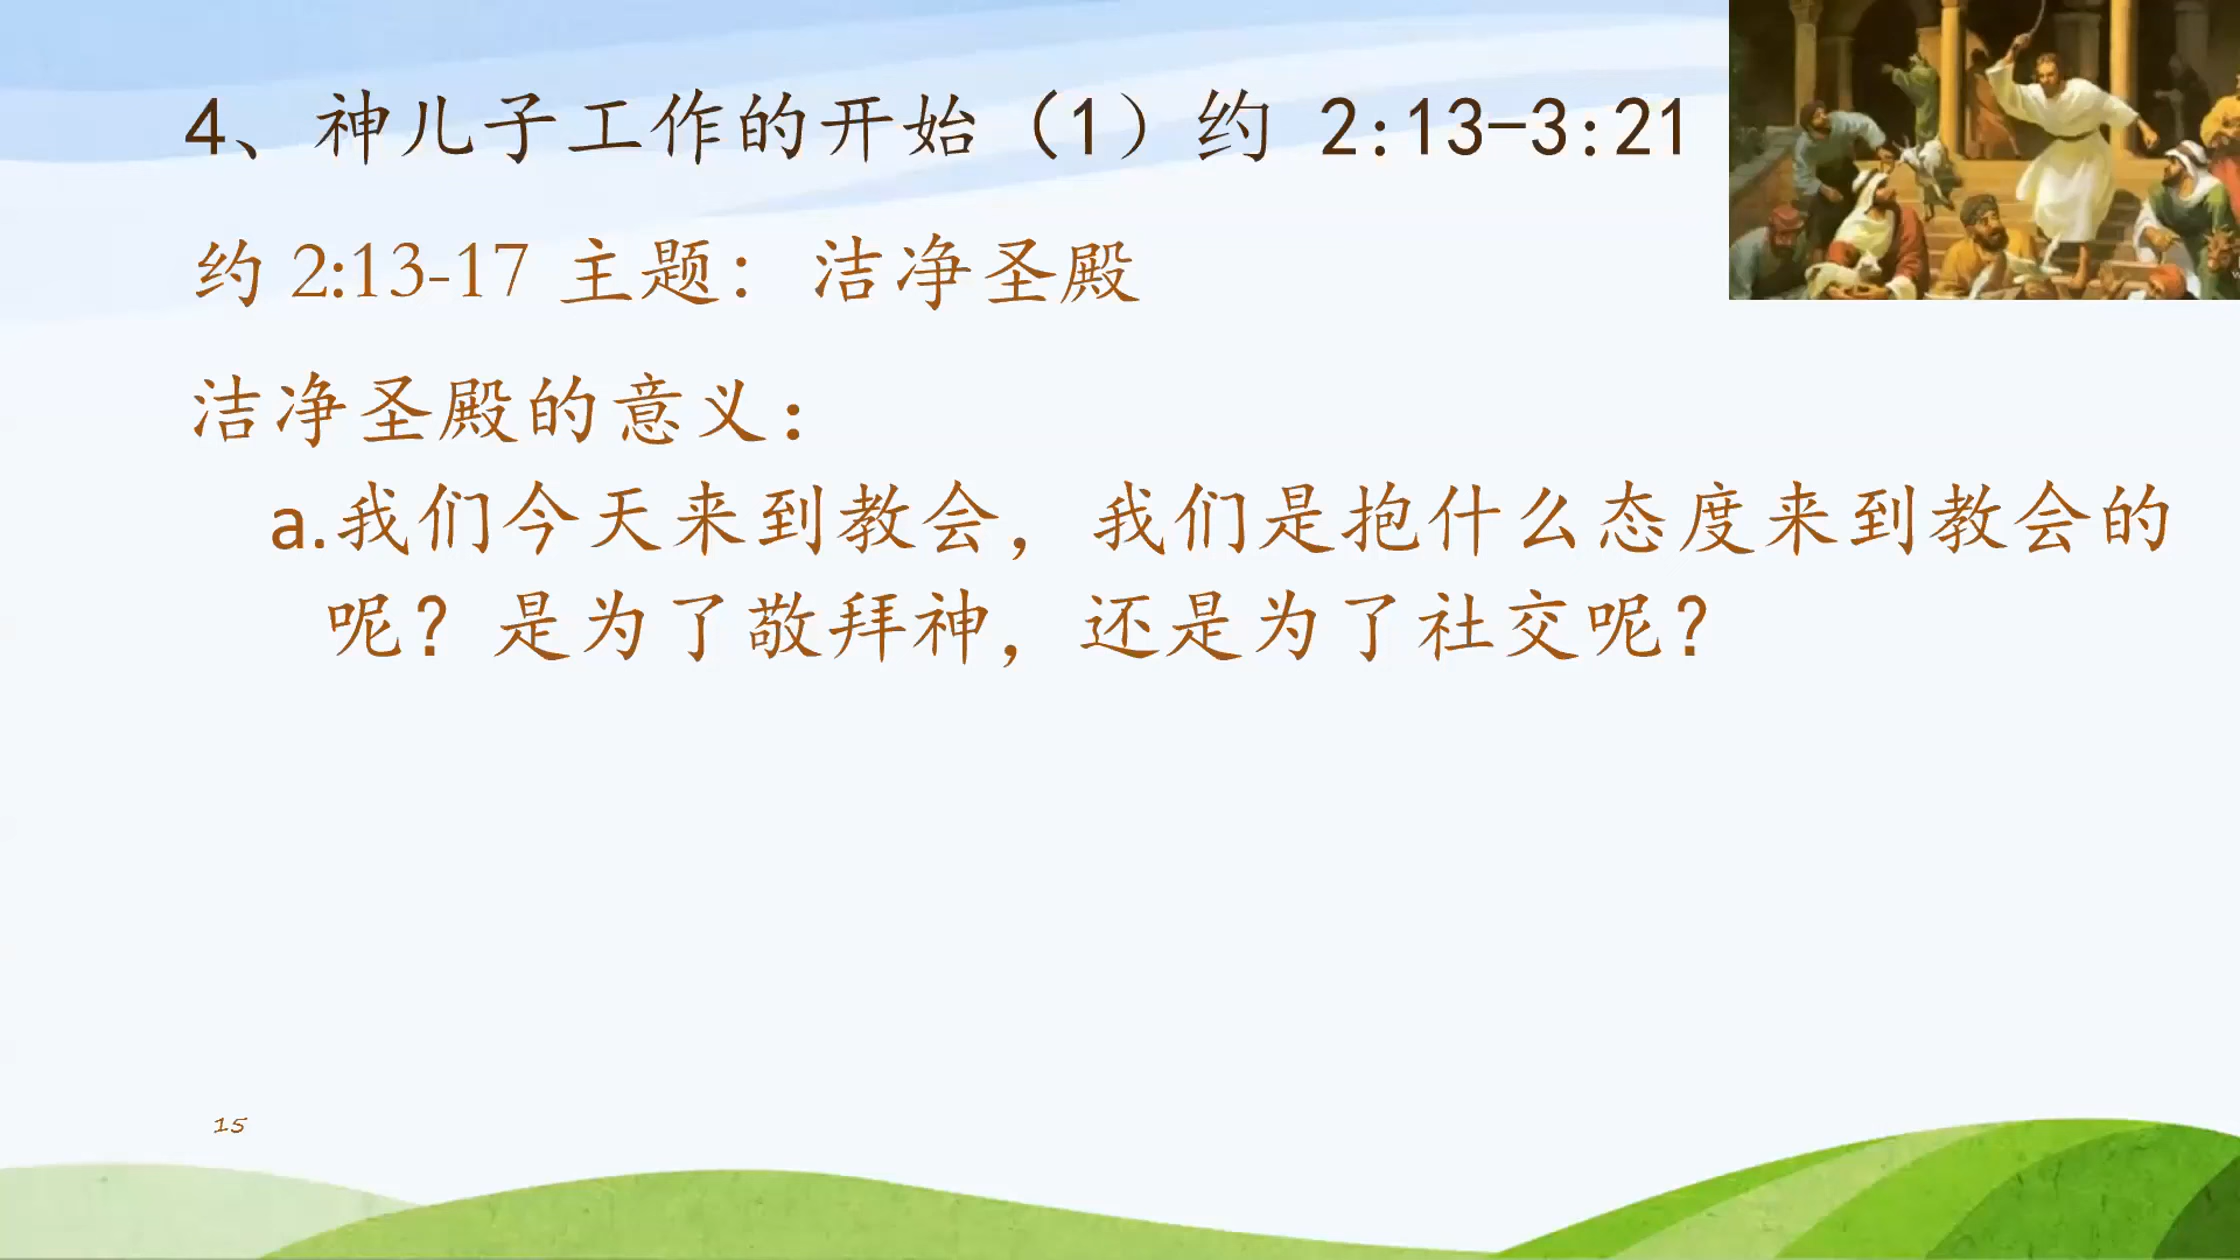 4、神儿子工作的开始（1）约 2:13-3:21
约 2:13-17 主题：洁净圣殿
洁净圣殿的意义：
a.我们今天来到教会，我们是抱什么态度来到教会的
呢？是为了敬拜神，还是为了社交呢？
15